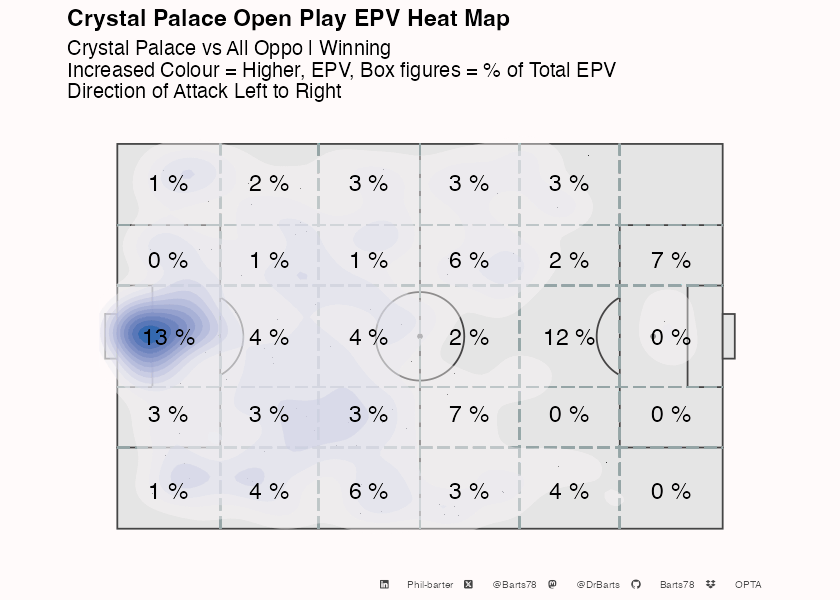 Crystal Palace Open Play EPV Heat Map
Crystal Palace vs All Oppo | Winning
Increased Colour = Higher, EPV, Box figures = % of Total EPV
Direction of Attack Left to Right
1 % 2 % 3 % 3 % 3 %
0 % 1 % 1 % 6 % 2 % 7 %
13 % 4 % 4 % 2 % 12 % 0 %
3 % 3 % 3 % 7 % 0 % 0 %
1 % 4 % 6 % 3 % 4 % 0 %
Phil-barter @Barts78 @DrBarts Barts78 OPTA